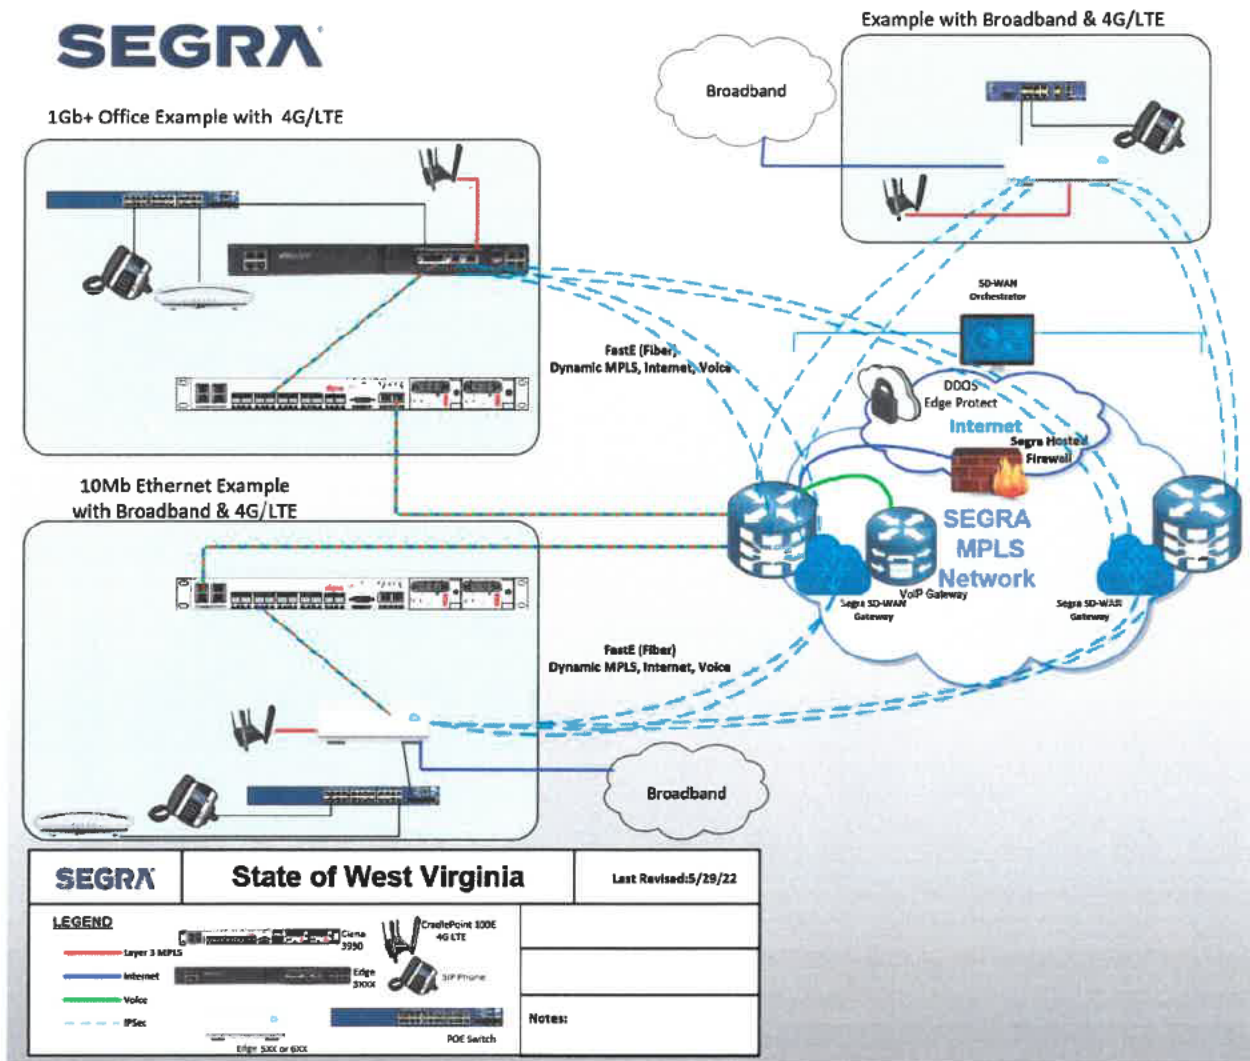 SEGRA
Example with Broadband & 4G/LTE
Broadband
1Gb+ Office Example with 4G/LTE
SD-WAN
Orchestrator
FastE (Fiber)
Dynamic MPLS, Internet, Voice
DDOS
Edge Protect
Internet
Segra Hosted
Firewall
10Mb Ethernet Example
with Broadband & 4G/LTE
SEGRA
MPLS
Network
VoIP Gateway
Segra SD-WAN
Gateway
Segra SD-WAN
Gateway
FastE (Fiber)
Dynamic MPLS, Internet, Voice
Broadband
SEGRA
State of West Virginia
Last Revised:5/29/22
LEGEND
Layer 3 MPLS
Internet
Voice
IPSec
Ciena
3930
Edge
3XXX
Edge 5XX or 6XX
CradlePoint 100E
4G LTE
SIP Phone
POE Switch
Notes: